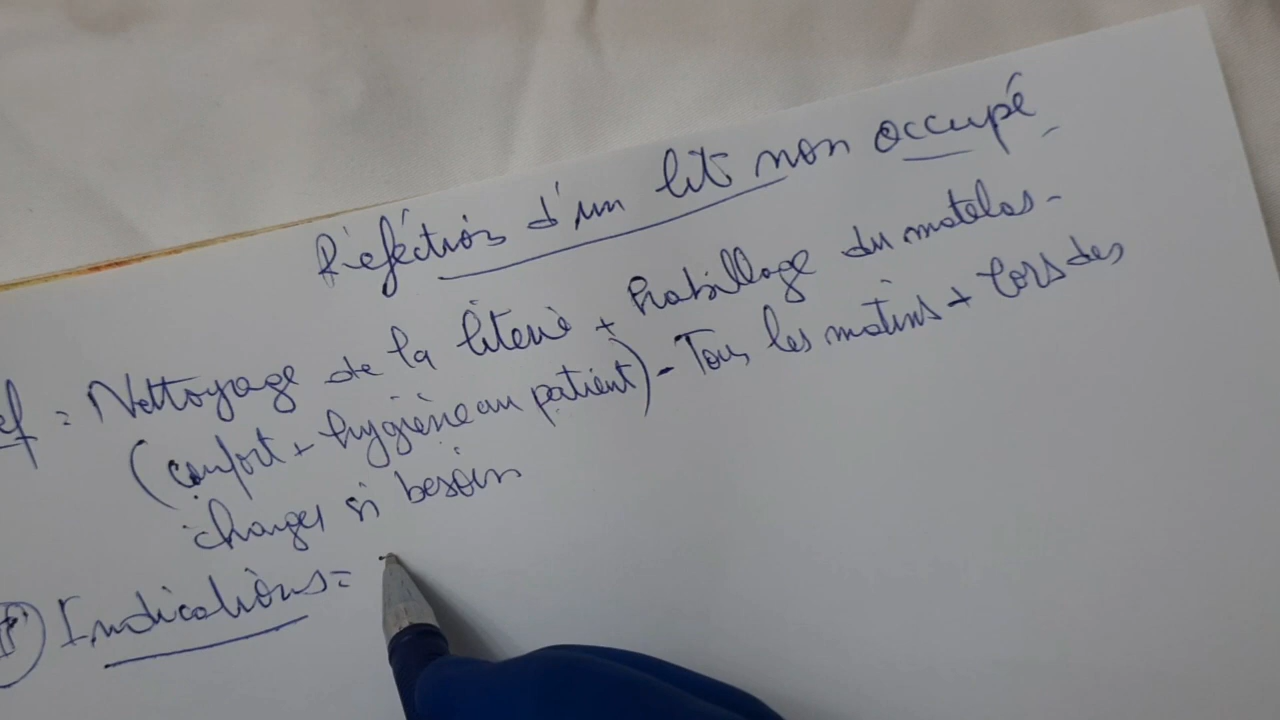 Réfection d'un lit non occupé
ef = Nettoyage de la literie + habillage du matelas -
(confort + hygiène au patient) - Tous les matins + lors des
changes si besoin
Indications =